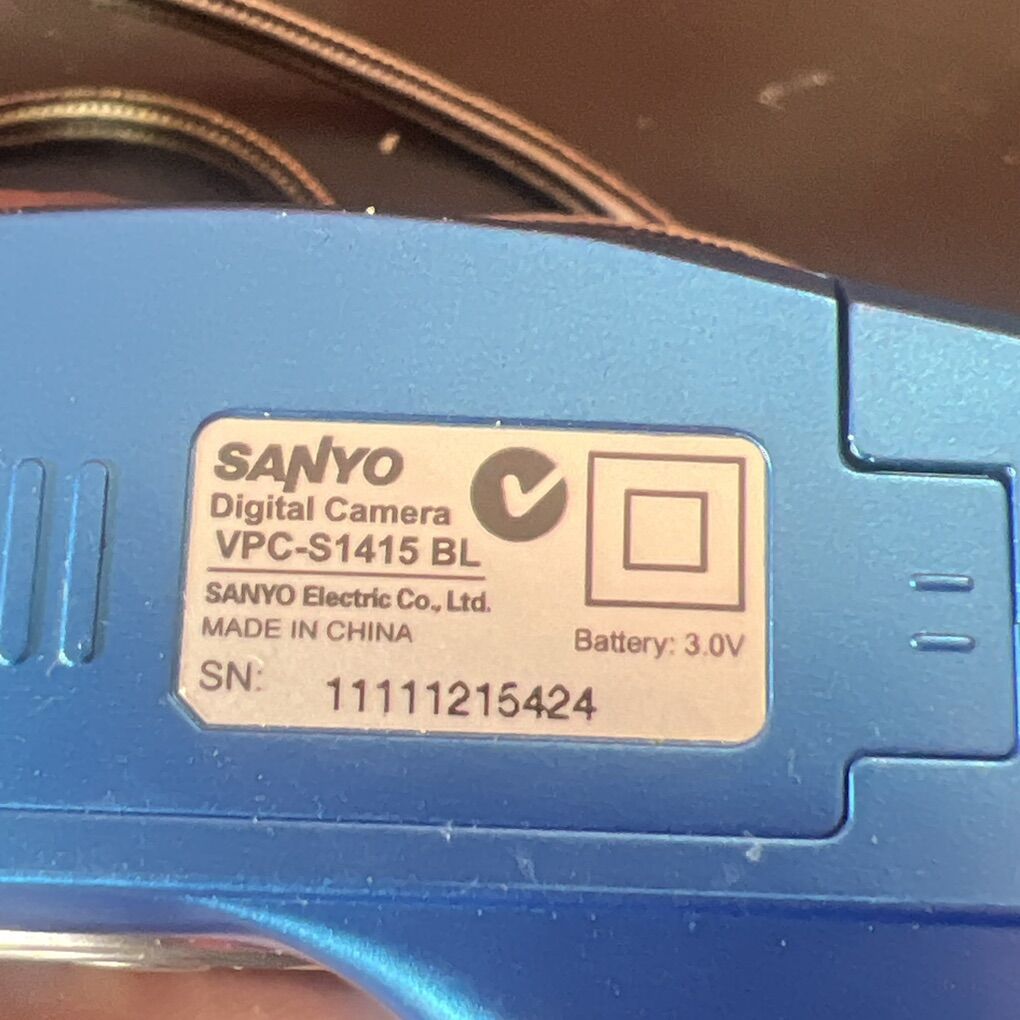 SANYO
Digital Camera
VPC-S1415 BL
SANYO Electric Co., Ltd.
MADE IN CHINA
Battery: 3.0V
SN: 11111215424